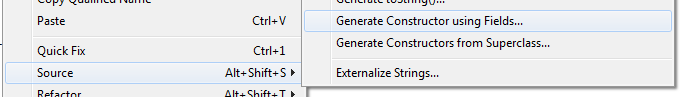 Copy Qualified Name
Paste Ctrl+V
Quick Fix Ctrl+1
Source Alt+Shift+S
Refactor Alt+Shift+T
Generate toString()...
Generate Constructor using Fields...
Generate Constructors from Superclass...
Externalize Strings...